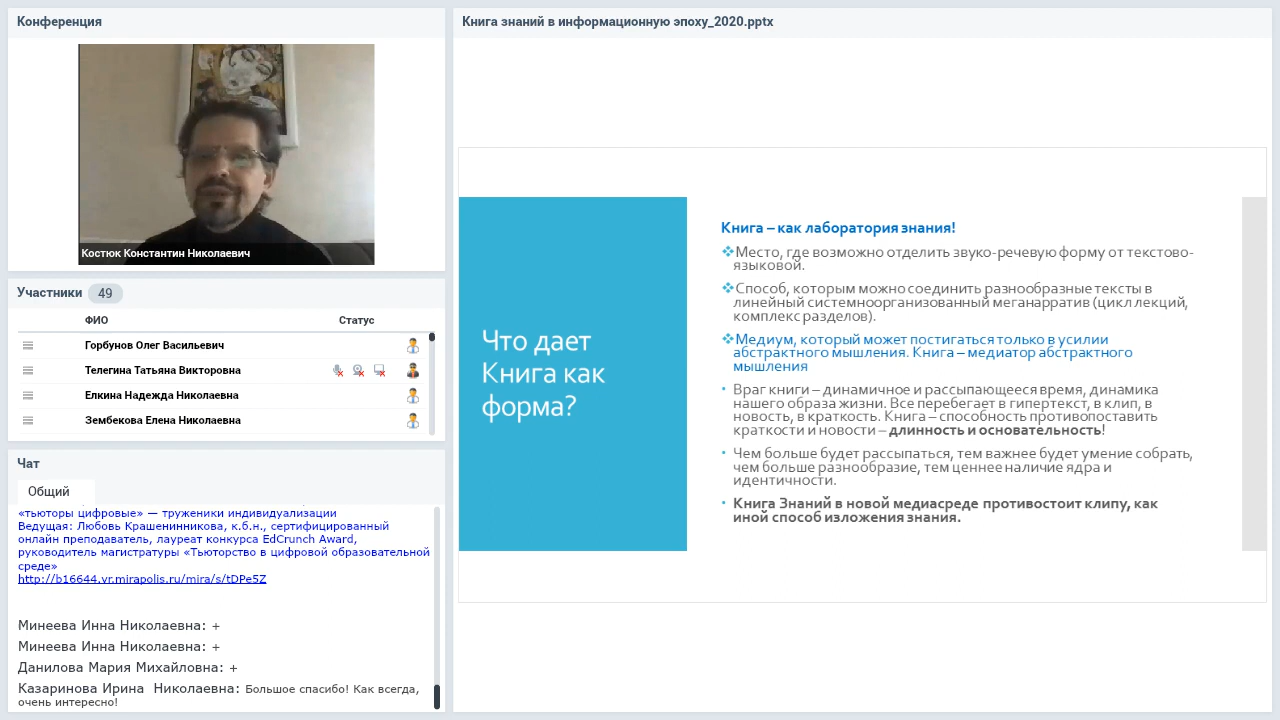 Конференция
Костюк Константин Николаевич
Участники 49
ФИО Статус
Горбунов Олег Васильевич
Телегина Татьяна Викторовна
Елкина Надежда Николаевна
Зембекова Елена Николаевна
Чат
Общий
«тьюторы цифровые» — труженики индивидуализации
Ведущая: Любовь Крашенинникова, к.б.н., сертифицированный
онлайн преподаватель, лауреат конкурса EdCrunch Award,
руководитель магистратуры «Тьюторство в цифровой образовательной
среде»
http://b16644.vr.mirapolis.ru/mira/s/tDPe5Z
Минеева Инна Николаевна: +
Минеева Инна Николаевна: +
Данилова Мария Михайловна: +
Казаринова Ирина Николаевна: Большое спасибо! Как всегда,
очень интересно!
Книга знаний в информационную эпоху_2020.pptx
Что дает
Книга как
форма?
Книга – как лаборатория знания!
Место, где возможно отделить звуко-речевую форму от текстово-
языковой.
Способ, которым можно соединить разнообразные тексты в
линейный системноорганизованный меганарратив (цикл лекций,
комплекс разделов).
Медиум, который может постигаться только в усилии
абстрактного мышления. Книга – медиатор абстрактного
мышления
• Враг книги – динамичное и рассыпающееся время, динамика
нашего образа жизни. Все перебегает в гипертекст, в клип, в
новость, в краткость. Книга – способность противопоставить
краткости и новости – длинность и основательность!
• Чем больше будет рассыпаться, тем важнее будет умение собрать,
чем больше разнообразие, тем ценнее наличие ядра и
идентичности.
• Книга Знаний в новой медиасреде противостоит клипу, как
иной способ изложения знания.